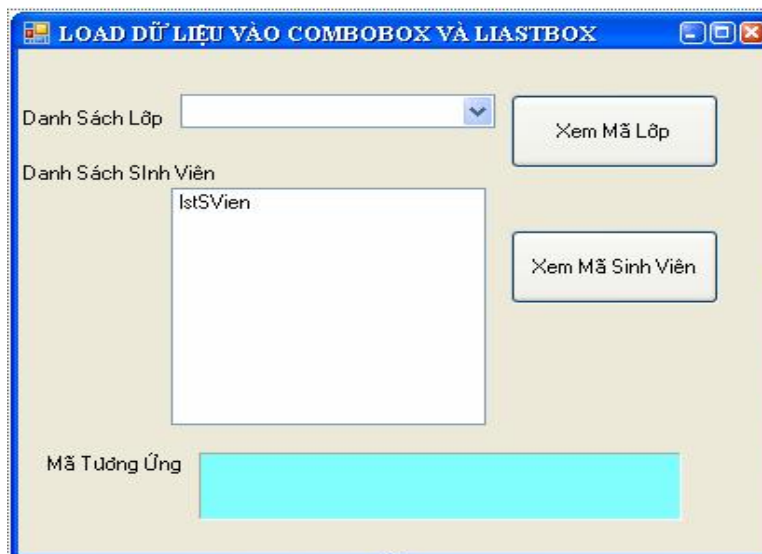 LOAD DỮ LIỆU VÀO COMBOBOX VÀ LIASTBOX
Danh Sách Lớp
Xem Mã Lớp
Danh Sách SInh Viên
lstSVien
Xem Mã Sinh Viên
Mã Tương Ứng